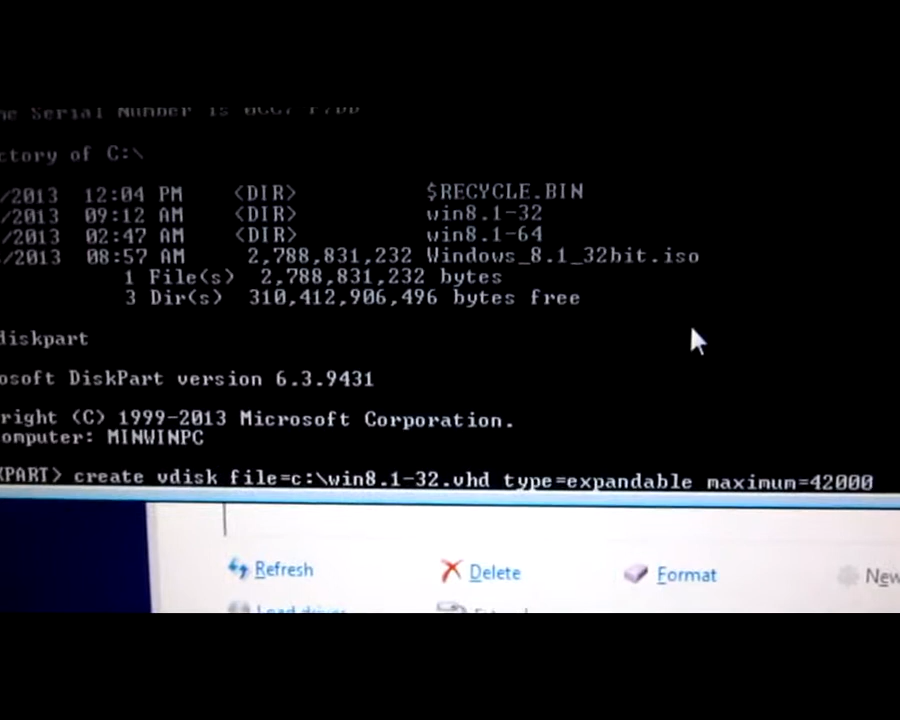 ctory of C:\
/2013 12:04 PM <DIR> $RECYCLE.BIN
/2013 09:12 AM <DIR> win8.1-32
/2013 02:47 AM <DIR> win8.1-64
/2013 08:57 AM 2,788,831,232 Windows_8.1_32bit.iso
1 File(s) 2,788,831,232 bytes
3 Dir(s) 310,412,906,496 bytes free
diskpart
osoft DiskPart version 6.3.9431
right (C) 1999-2013 Microsoft Corporation.
omputer: MINWINPC
PART> create vdisk file=c:\win8.1-32.vhd type=expandable maximum=42000
Refresh Delete Format New